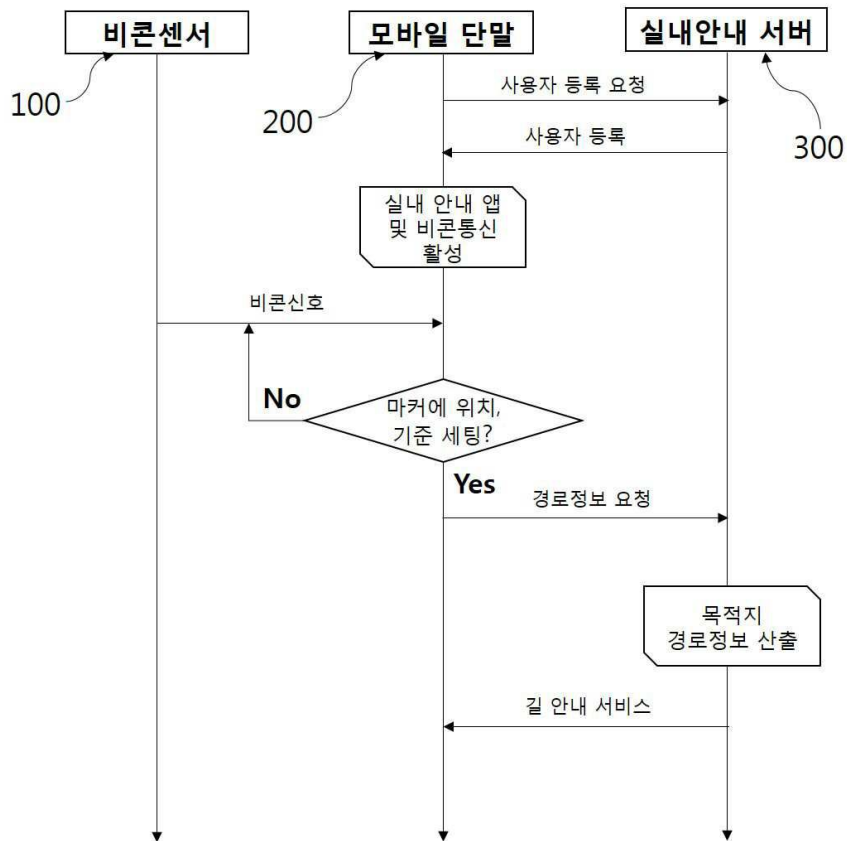 비콘센서
모바일 단말
실내안내 서버
100
200
300
사용자 등록 요청
사용자 등록
실내 안내 앱
및 비콘통신
활성
비콘신호
No
마커에 위치,
기준 세팅?
Yes
경로정보 요청
목적지
경로정보 산출
길 안내 서비스